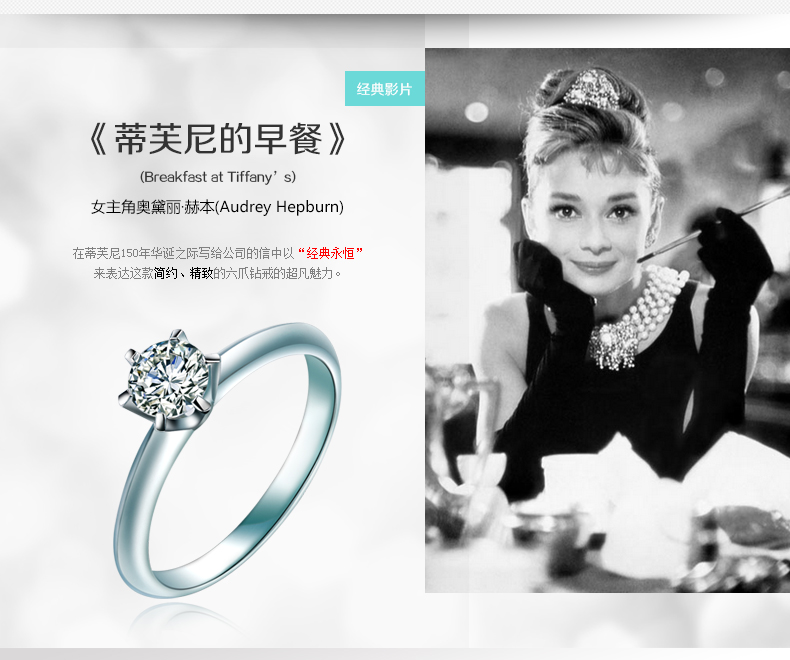 经典影片
《蒂芙尼的早餐》
(Breakfast at Tiffany’s)
女主角奥黛丽·赫本(Audrey Hepburn)
在蒂芙尼150年华诞之际写给公司的信中以“经典永恒”
来表达这款简约、精致的六爪钻戒的超凡魅力。